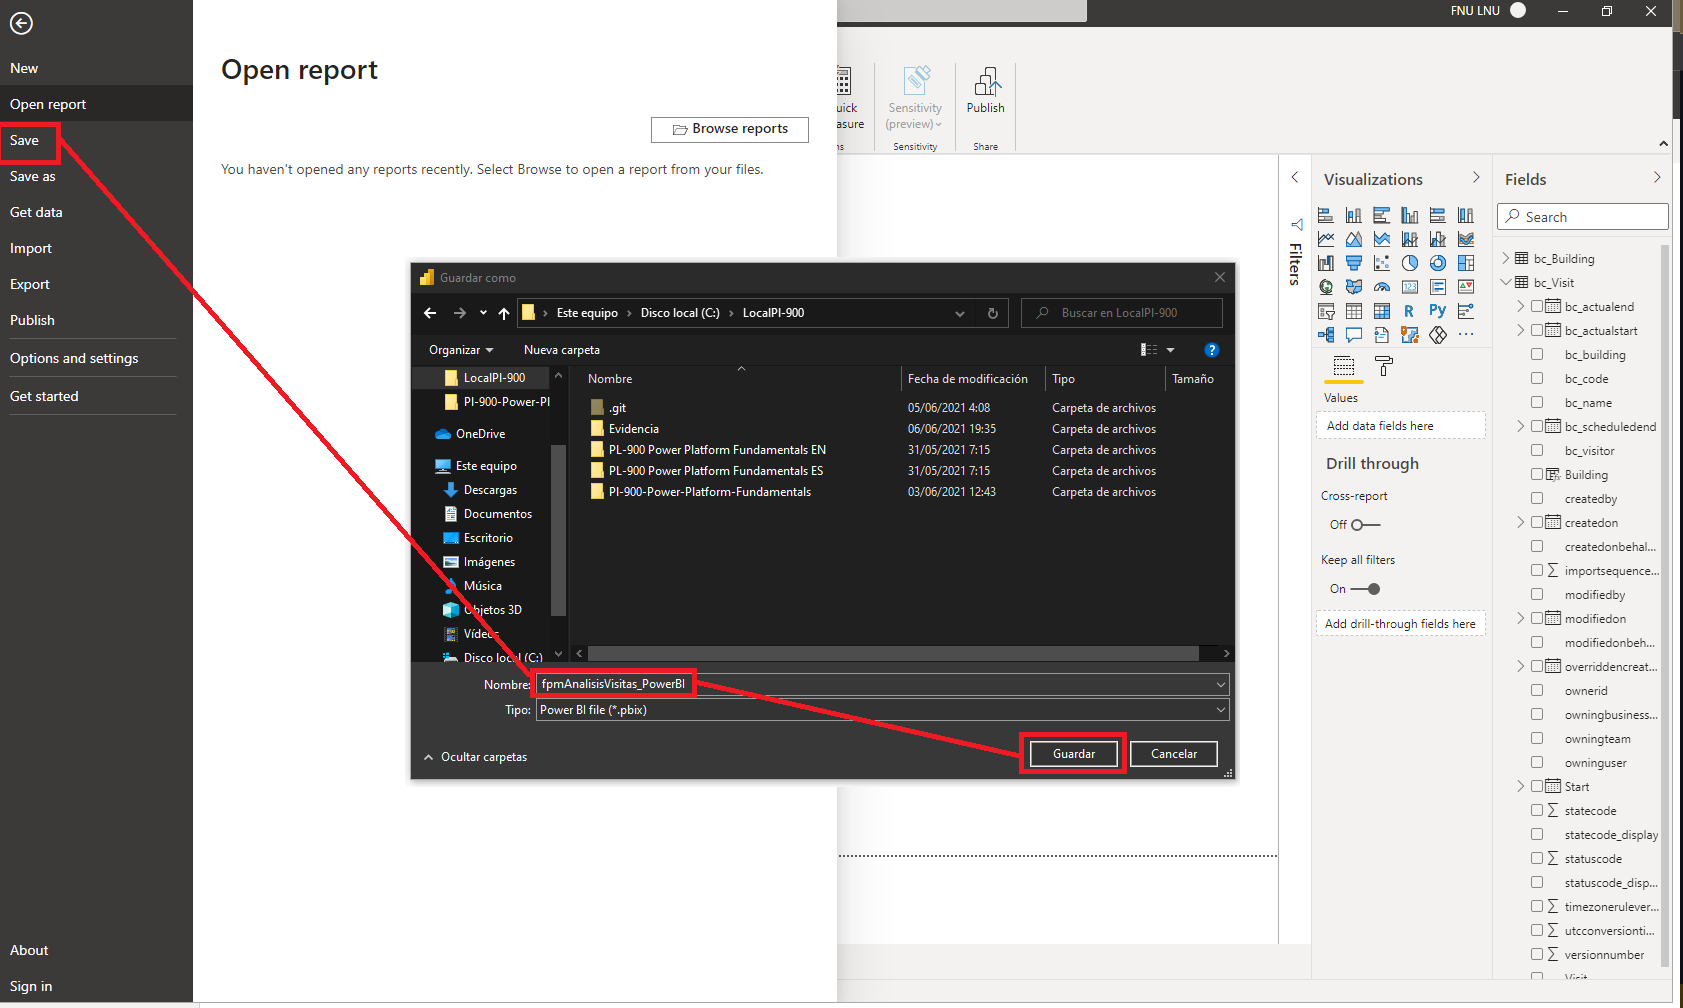 FNU LNU
New
Open report
Save
Save as
Get data
Import
Export
Publish
Options and settings
Get started
About
Sign in
Open report
Browse reports
You haven't opened any reports recently. Select Browse to open a report from your files.
uick
asure
ns
Sensitivity
(preview)
Sensitivity
Publish
Share
Guardar como
Este equipo
Disco local (C:)
LocalPI-900
Buscar en LocalPI-900
Organizar
Nueva carpeta
LocalPI-900
PI-900-Power-Pl
OneDrive
Este equipo
Descargas
Documentos
Escritorio
Imágenes
Música
Objetos 3D
Vídeos
Disco local (C:)
Nombre Fecha de modificación Tipo Tamaño
.git 05/06/2021 4:08 Carpeta de archivos
Evidencia 06/06/2021 19:35 Carpeta de archivos
PL-900 Power Platform Fundamentals EN 31/05/2021 7:15 Carpeta de archivos
PL-900 Power Platform Fundamentals ES 31/05/2021 7:15 Carpeta de archivos
PI-900-Power-Platform-Fundamentals 03/06/2021 12:43 Carpeta de archivos
Nombre: fpmAnalisisVisitas_PowerBI
Tipo: Power BI file (*.pbix)
Ocultar carpetas
Guardar
Cancelar
Filters
Visualizations
R
Py
123
Values
Add data fields here
Drill through
Cross-report
Off
Keep all filters
On
Add drill-through fields here
Fields
Search
bc_Building
bc_Visit
bc_actualend
bc_actualstart
bc_building
bc_code
bc_name
bc_scheduledend
bc_visitor
Building
createdby
createdon
createdonbehal...
importsequence...
modifiedby
modifiedon
modifiedonbeh...
overriddencreat...
ownerid
owningbusiness...
owningteam
owninguser
Start
statecode
statecode_display
statuscode
statuscode_disp...
timezonerulever...
utcconversionti...
versionnumber
Visit